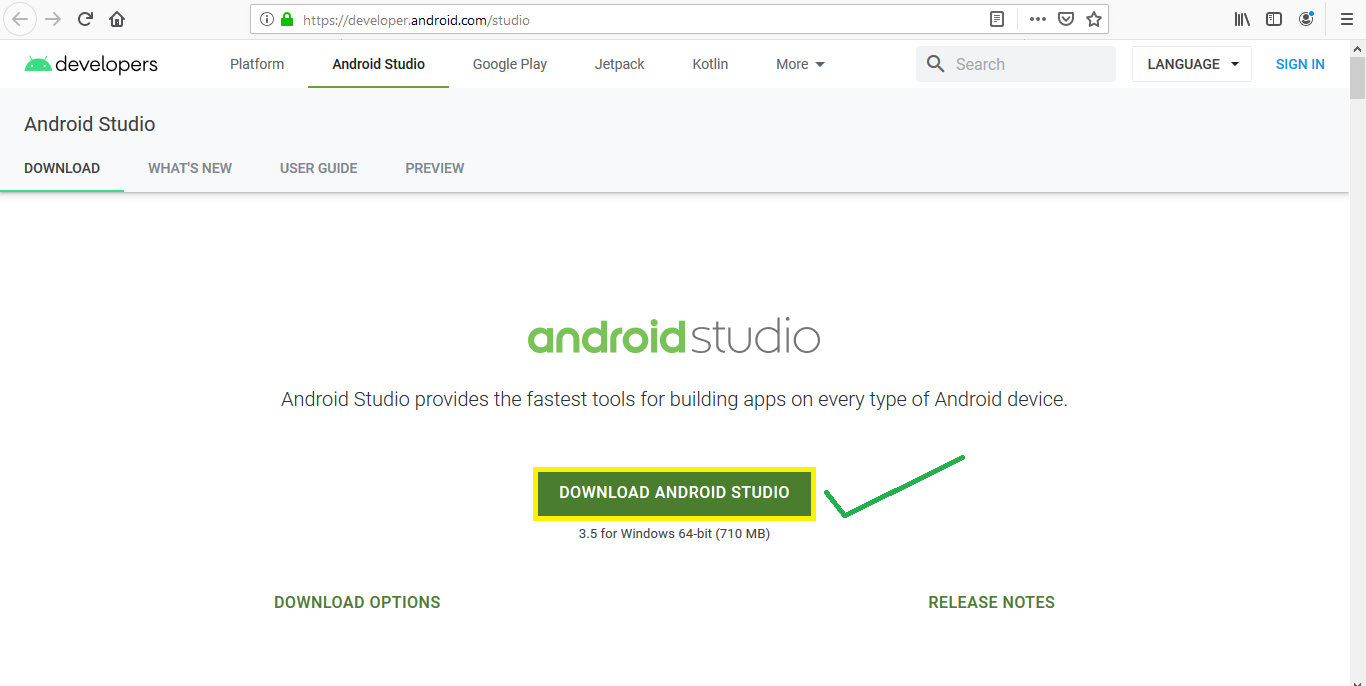 https://developer.android.com/studio
developers Platform Android Studio Google Play Jetpack Kotlin More Search LANGUAGE SIGN IN
Android Studio
DOWNLOAD WHAT'S NEW USER GUIDE PREVIEW
androidstudio
Android Studio provides the fastest tools for building apps on every type of Android device.
DOWNLOAD ANDROID STUDIO
3.5 for Windows 64-bit (710 MB)
DOWNLOAD OPTIONS RELEASE NOTES